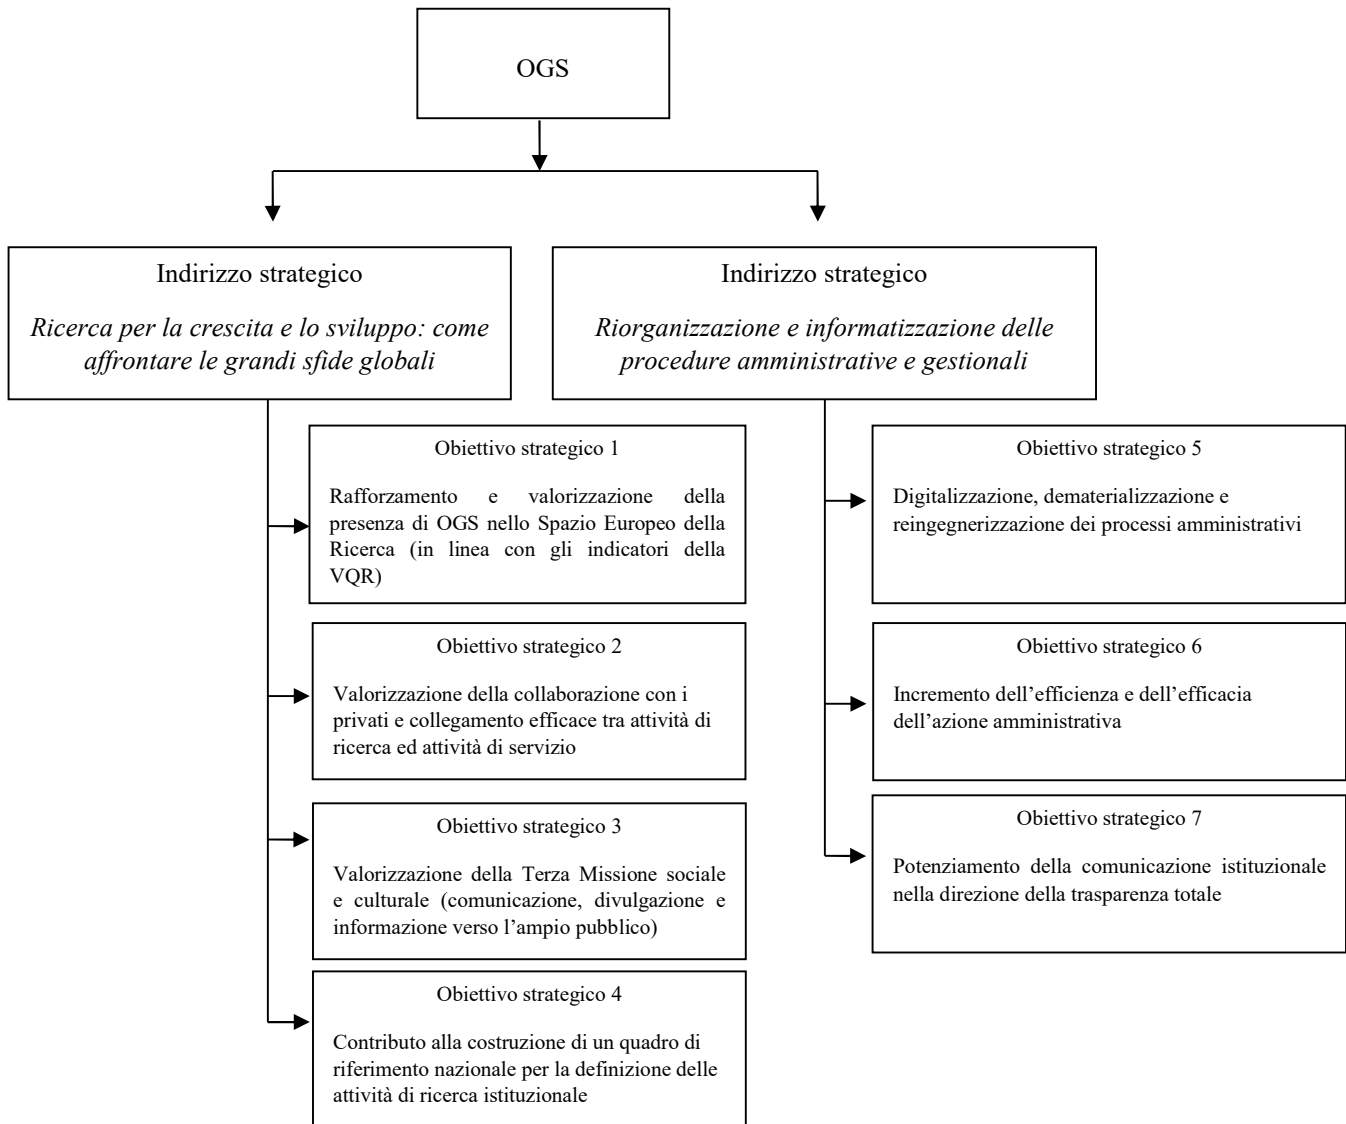 OGS
Indirizzo strategico
Ricerca per la crescita e lo sviluppo: come
affrontare le grandi sfide globali
Indirizzo strategico
Riorganizzazione e informatizzazione delle
procedure amministrative e gestionali
Obiettivo strategico 1
Rafforzamento e valorizzazione della
presenza di OGS nello Spazio Europeo della
Ricerca (in linea con gli indicatori della
VQR)
Obiettivo strategico 2
Valorizzazione della collaborazione con i
privati e collegamento efficace tra attività di
ricerca ed attività di servizio
Obiettivo strategico 3
Valorizzazione della Terza Missione sociale
e culturale (comunicazione, divulgazione e
informazione verso l’ampio pubblico)
Obiettivo strategico 4
Contributo alla costruzione di un quadro di
riferimento nazionale per la definizione delle
attività di ricerca istituzionale
Obiettivo strategico 5
Digitalizzazione, dematerializzazione e
reingegnerizzazione dei processi amministrativi
Obiettivo strategico 6
Incremento dell’efficienza e dell’efficacia
dell’azione amministrativa
Obiettivo strategico 7
Potenziamento della comunicazione istituzionale
nella direzione della trasparenza totale